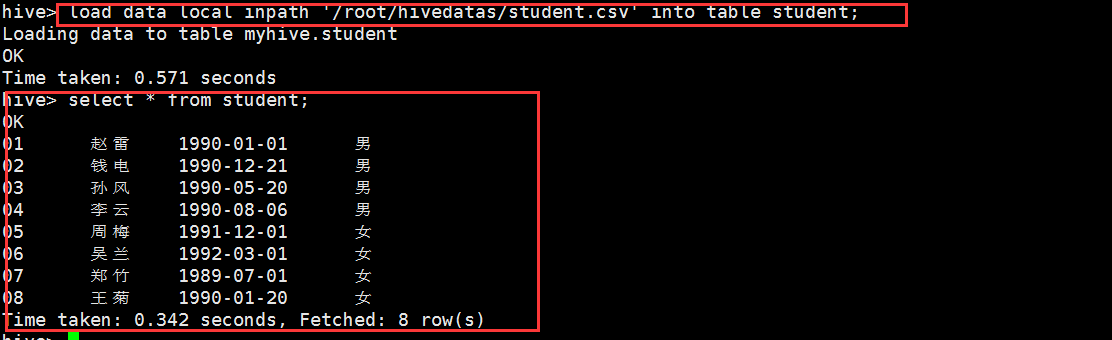 hive> load data local inpath '/root/hivedatas/student.csv' into table student;
Loading data to table myhive.student
OK
Time taken: 0.571 seconds
hive> select * from student;
OK
01 赵雷 1990-01-01 男
02 钱电 1990-12-21 男
03 孙风 1990-05-20 男
04 李云 1990-08-06 男
05 周梅 1991-12-01 女
06 吴兰 1992-03-01 女
07 郑竹 1989-07-01 女
08 王菊 1990-01-20 女
Time taken: 0.342 seconds, Fetched: 8 row(s)
hive>